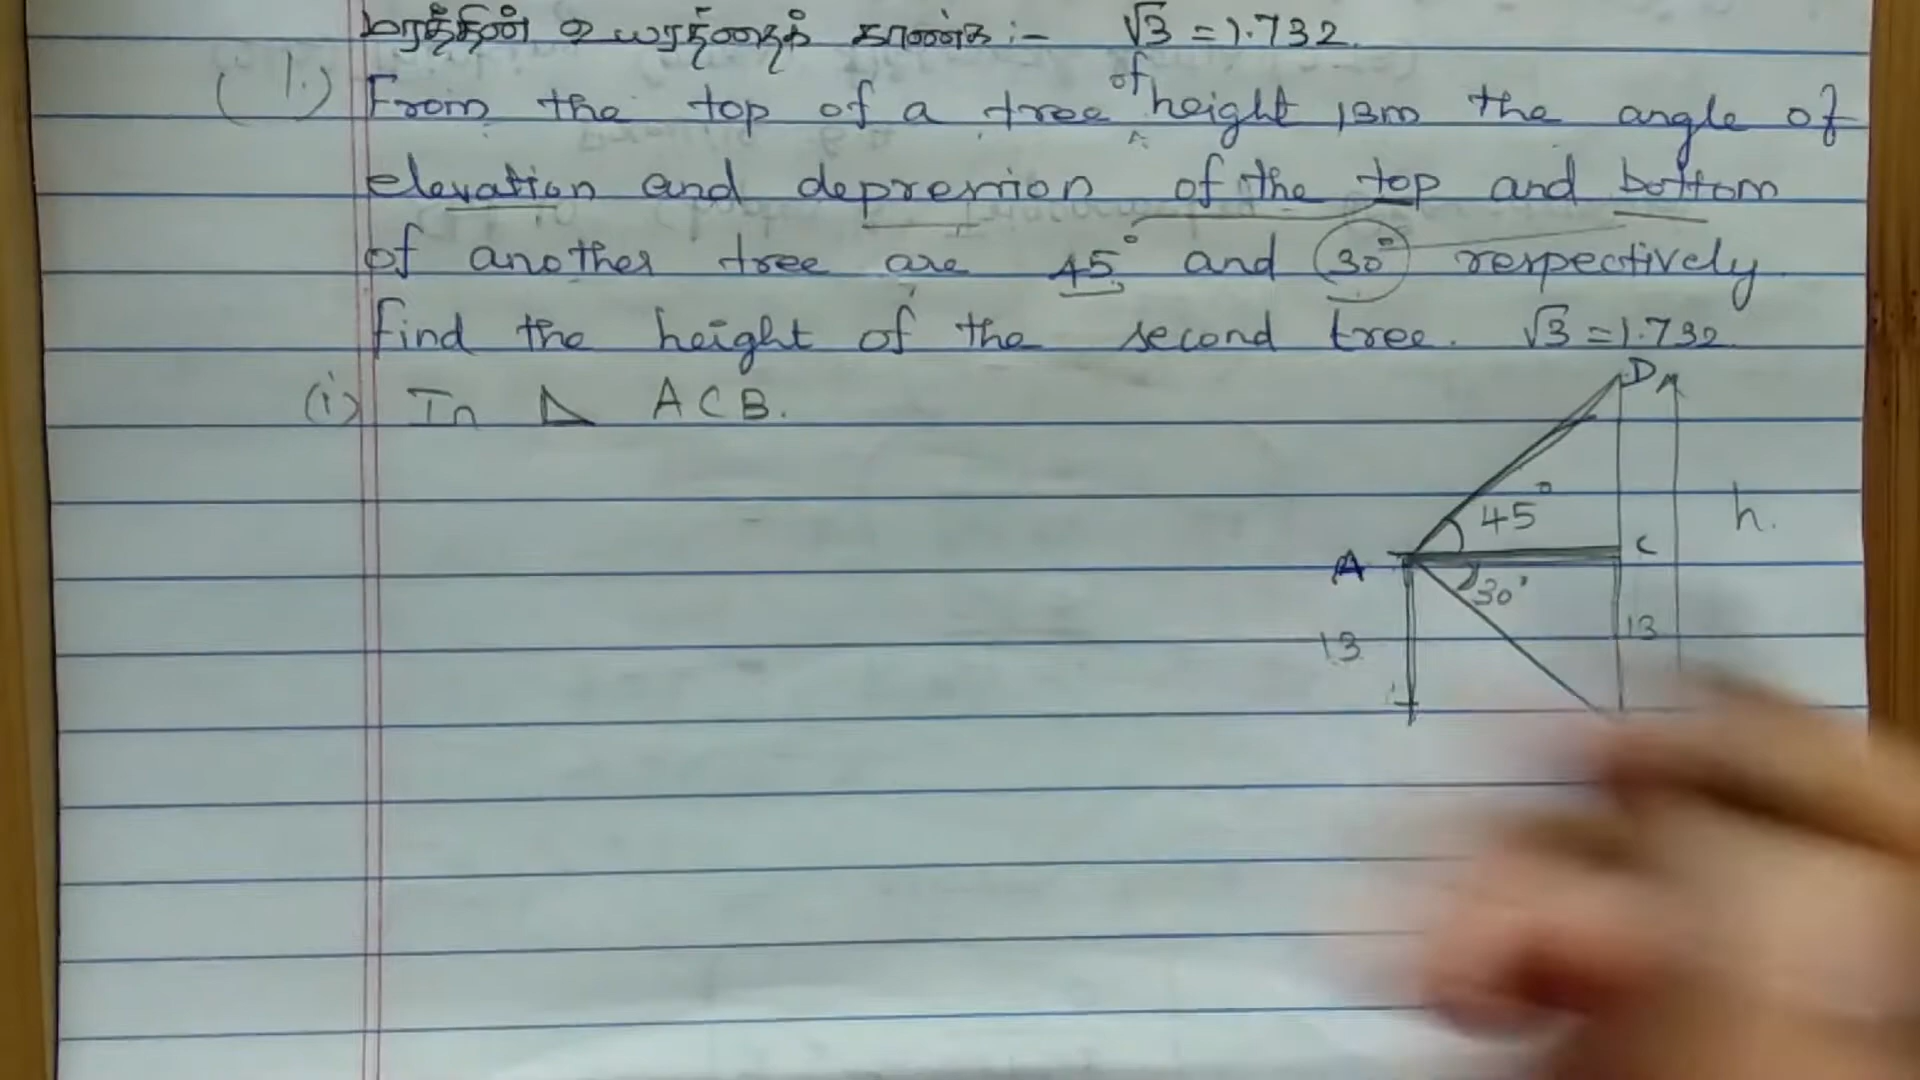 மரத்தின் உயரத்தைக் காண்க :- √3 = 1.732.
(1.) From the top of a tree of height 13m the angle of
elevation and depression of the top and bottom
of another tree are 45° and 30° respectively.
find the height of the second tree. √3 = 1.732
(i) In ⊿ ACB.
D
45°
h.
A
C
30°
13
13